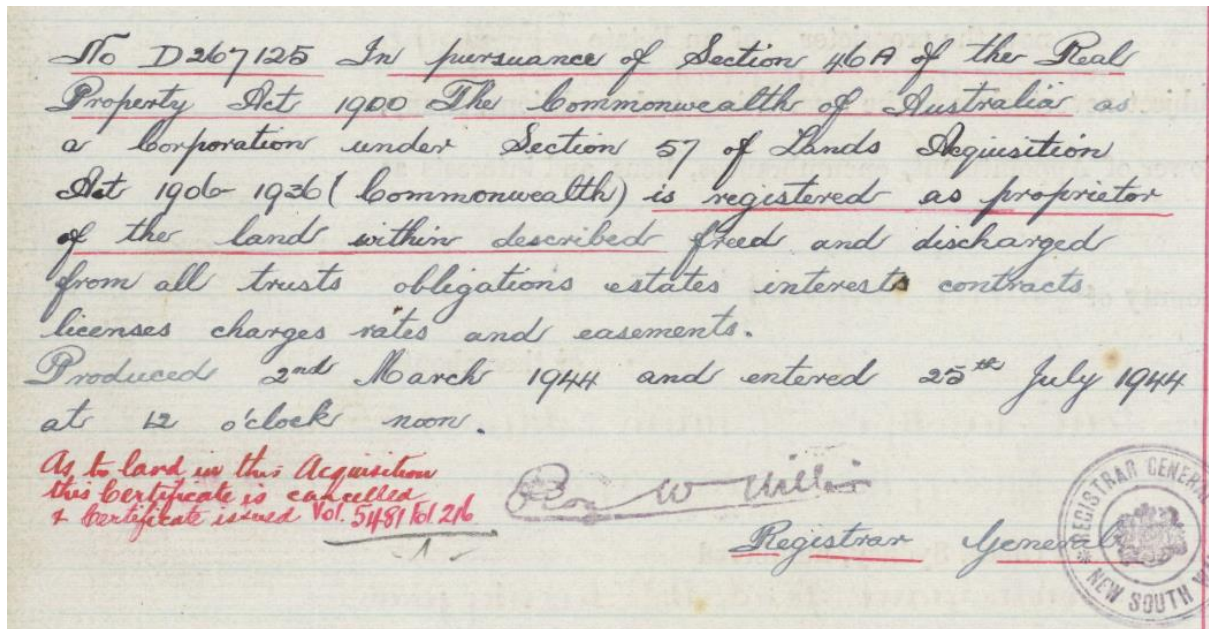 No D267125 In pursuance of Section 46A of the Real
Property Act 1900 The Commonwealth of Australia as
a Corporation under Section 57 of Lands Acquisition
Act 1906-1936 (Commonwealth) is registered as proprietor
of the land within described freed and discharged
from all trusts obligations estates interests contracts
licenses charges rates and easements.
Produced 2nd March 1944 and entered 25th July 1944
at 12 o'clock noon.
As to land in this Acquisition
this Certificate is cancelled
& Certificate issued Vol. 5481 Fol. 216
W
Registrar General
REGISTRAR GENERAL
NEW SOUTH